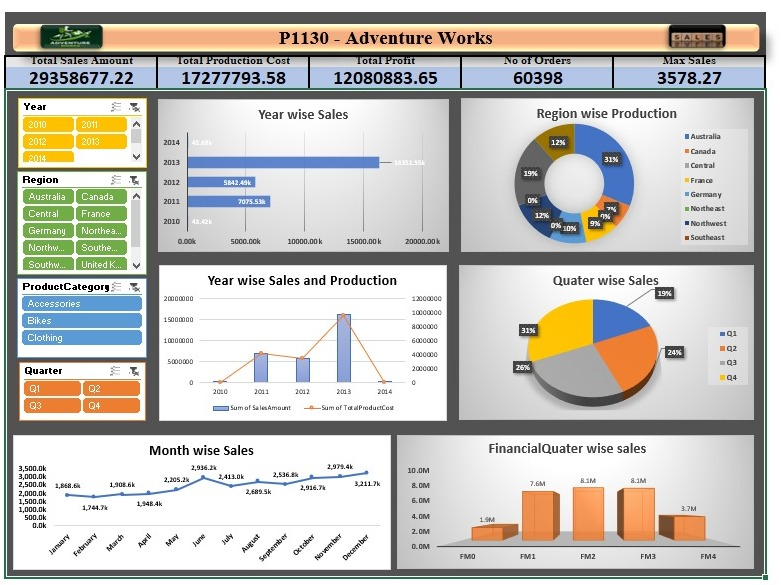 ADVENTURE
P1130 - Adventure Works
SALES
Total Sales Amount
29358677.22
Total Production Cost
17277793.58
Total Profit
12080883.65
No of Orders
60398
Max Sales
3578.27
Year
2010 2011
2012 2013
2014
Region
Australia Canada
Central France
Germany Northea...
Northw... Southe...
Southw... United K...
ProductCategory
Accessories
Bikes
Clothing
Quarter
Q1 Q2
Q3 Q4
Year wise Sales
2014
2013
2012 5842.49k
2011 7075.53k
2010 43.42k
0.00k 5000.00k 10000.00k 15000.00k 20000.00k
Region wise Production
12%
31%
19%
0%
7%
0%
12%
0%
10%
9%
Australia
Canada
Central
France
Germany
Northeast
Northwest
Southeast
Year wise Sales and Production
20000000
15000000
10000000
5000000
0
12000000
10000000
8000000
6000000
4000000
2000000
0
2010 2011 2012 2013 2014
Sum of SalesAmount Sum of TotalProductCost
Quater wise Sales
19%
31%
24%
26%
Q1
Q2
Q3
Q4
Month wise Sales
3,500.0k
3,000.0k
2,500.0k
2,000.0k
1,500.0k
1,000.0k
500.0k
0.0k
1,868.6k
1,744.7k
1,908.6k
1,948.4k
2,205.2k
2,936.2k
2,413.0k
2,689.5k
2,536.8k
2,916.7k
2,979.4k
3,211.7k
January February March April May June July August September October November December
FinancialQuater wise sales
10.0M
8.0M
6.0M
4.0M
2.0M
0.0M
1.9M
7.6M
8.1M
8.1M
3.7M
FM0 FM1 FM2 FM3 FM4